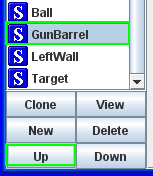 S Ball
S GunBarrel
S LeftWall
S Target
Clone View
New Delete
Up Down